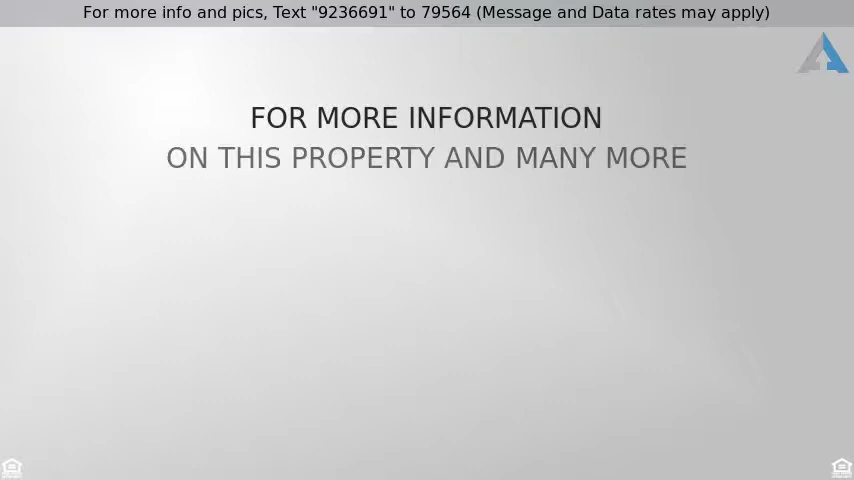 For more info and pics, Text "9236691" to 79564 (Message and Data rates may apply)
FOR MORE INFORMATION
ON THIS PROPERTY AND MANY MORE